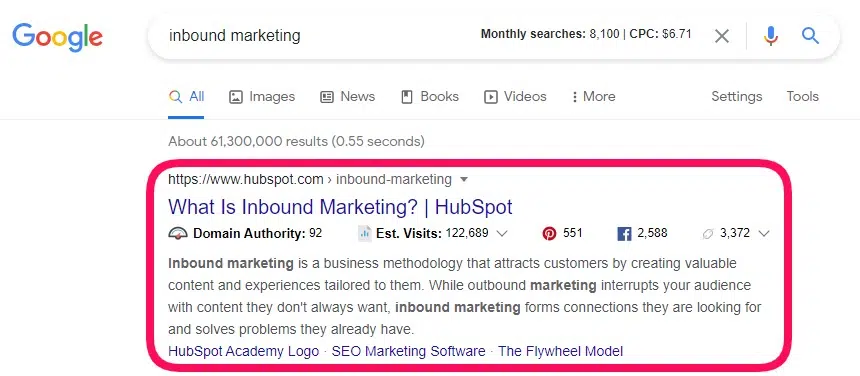 Google
inbound marketing Monthly searches: 8,100 | CPC: $6.71
All Images News Books Videos More Settings Tools
About 61,300,000 results (0.55 seconds)
https://www.hubspot.com › inbound-marketing
What Is Inbound Marketing? | HubSpot
Domain Authority: 92 Est. Visits: 122,689 551 2,588 3,372
Inbound marketing is a business methodology that attracts customers by creating valuable
content and experiences tailored to them. While outbound marketing interrupts your audience
with content they don't always want, inbound marketing forms connections they are looking for
and solves problems they already have.
HubSpot Academy Logo · SEO Marketing Software · The Flywheel Model